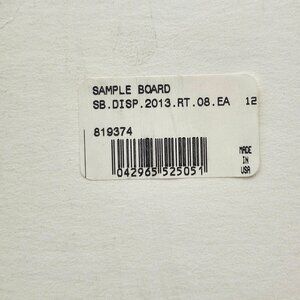 SAMPLE BOARD
SB.DISP.2013.RT.08.EA 12
819374
MADE IN USA
042965 525051